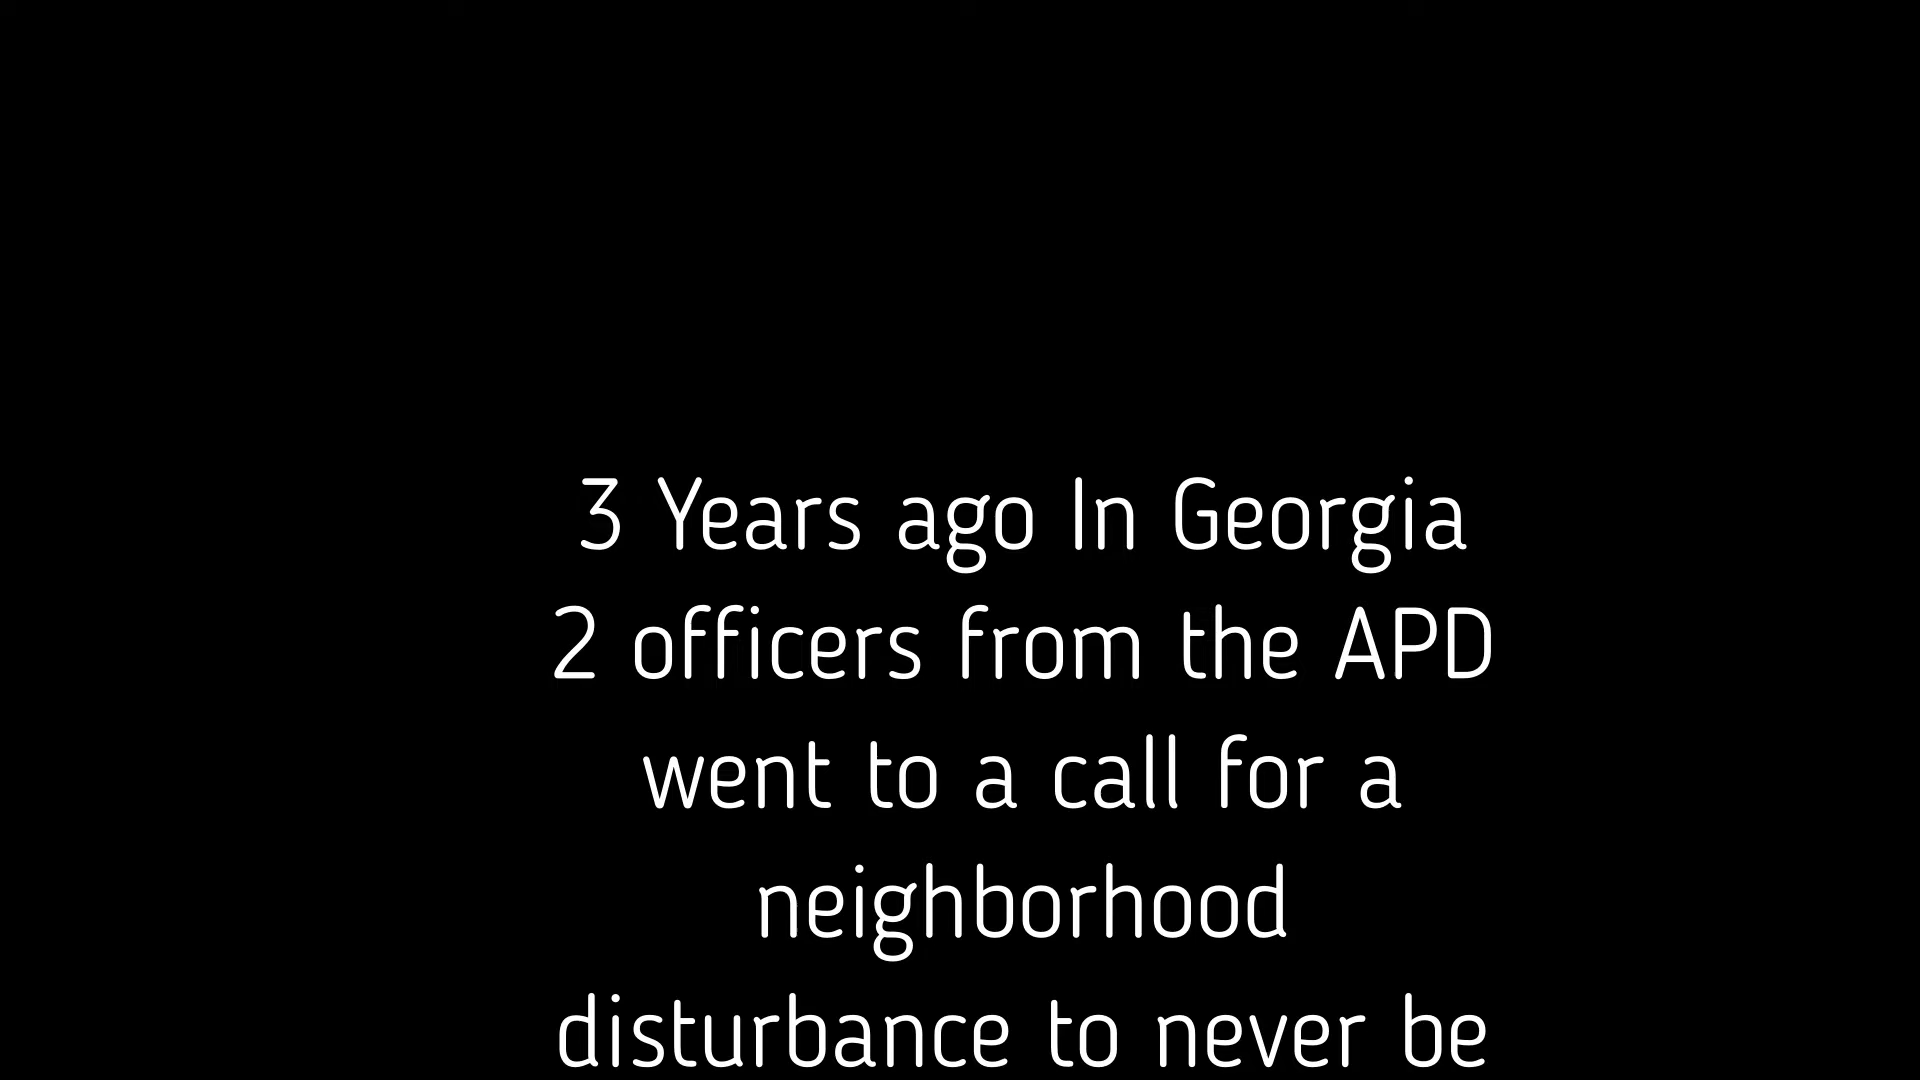 3 Years ago In Georgia
2 officers from the APD
went to a call for a
neighborhood
disturbance to never be